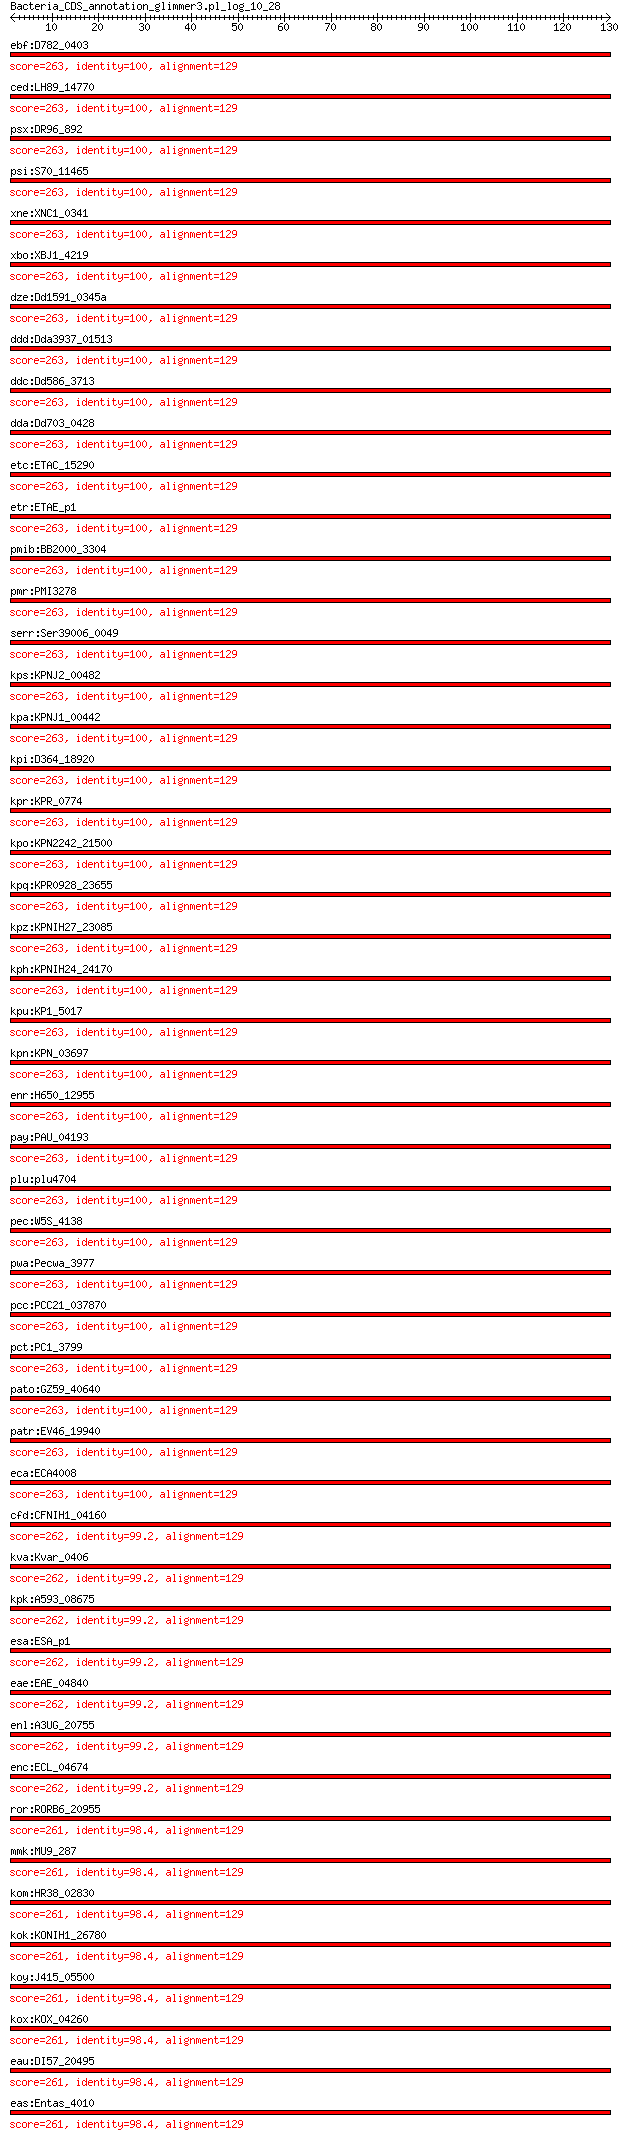 Bacteria_CDS_annotation_glimmer3.pl_log_10_28
10 20 30 40 50 60 70 80 90 100 110 120 130
ebf:D782_0403
score=263, identity=100, alignment=129
ced:LH89_14770
score=263, identity=100, alignment=129
psx:DR96_892
score=263, identity=100, alignment=129
psi:S70_11465
score=263, identity=100, alignment=129
xne:XNC1_0341
score=263, identity=100, alignment=129
xbo:XBJ1_4219
score=263, identity=100, alignment=129
dze:Dd1591_0345a
score=263, identity=100, alignment=129
ddd:Dda3937_01513
score=263, identity=100, alignment=129
ddc:Dd586_3713
score=263, identity=100, alignment=129
dda:Dd703_0428
score=263, identity=100, alignment=129
etc:ETAC_15290
score=263, identity=100, alignment=129
etr:ETAE_p1
score=263, identity=100, alignment=129
pmib:BB2000_3304
score=263, identity=100, alignment=129
pmr:PMI3278
score=263, identity=100, alignment=129
serr:Ser39006_0049
score=263, identity=100, alignment=129
kps:KPNJ2_00482
score=263, identity=100, alignment=129
kpa:KPNJ1_00442
score=263, identity=100, alignment=129
kpi:D364_18920
score=263, identity=100, alignment=129
kpr:KPR_0774
score=263, identity=100, alignment=129
kpo:KPN2242_21500
score=263, identity=100, alignment=129
kpq:KPR0928_23655
score=263, identity=100, alignment=129
kpz:KPNIH27_23085
score=263, identity=100, alignment=129
kph:KPNIH24_24170
score=263, identity=100, alignment=129
kpu:KP1_5017
score=263, identity=100, alignment=129
kpn:KPN_03697
score=263, identity=100, alignment=129
enr:H650_12955
score=263, identity=100, alignment=129
pay:PAU_04193
score=263, identity=100, alignment=129
plu:plu4704
score=263, identity=100, alignment=129
pec:W5S_4138
score=263, identity=100, alignment=129
pwa:Pecwa_3977
score=263, identity=100, alignment=129
pcc:PCC21_037870
score=263, identity=100, alignment=129
pct:PC1_3799
score=263, identity=100, alignment=129
pato:GZ59_40640
score=263, identity=100, alignment=129
patr:EV46_19940
score=263, identity=100, alignment=129
eca:ECA4008
score=263, identity=100, alignment=129
cfd:CFNIH1_04160
score=262, identity=99.2, alignment=129
kva:Kvar_0406
score=262, identity=99.2, alignment=129
kpk:A593_08675
score=262, identity=99.2, alignment=129
esa:ESA_p1
score=262, identity=99.2, alignment=129
eae:EAE_04840
score=262, identity=99.2, alignment=129
enl:A3UG_20755
score=262, identity=99.2, alignment=129
enc:ECL_04674
score=262, identity=99.2, alignment=129
ror:RORB6_20955
score=261, identity=98.4, alignment=129
mmk:MU9_287
score=261, identity=98.4, alignment=129
kom:HR38_02830
score=261, identity=98.4, alignment=129
kok:KONIH1_26780
score=261, identity=98.4, alignment=129
koy:J415_05500
score=261, identity=98.4, alignment=129
kox:KOX_04260
score=261, identity=98.4, alignment=129
eau:DI57_20495
score=261, identity=98.4, alignment=129
eas:Entas_4010
score=261, identity=98.4, alignment=129